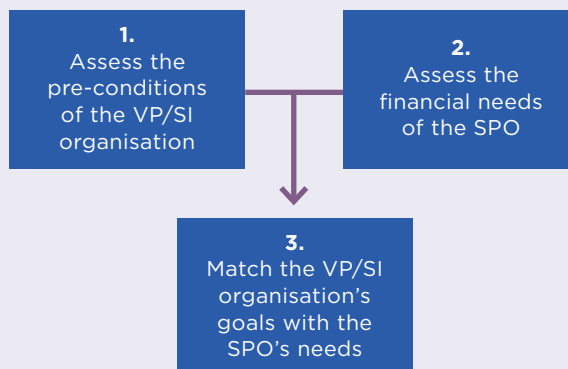 1.
Assess the
pre-conditions
of the VP/SI
organisation
2.
Assess the
financial needs
of the SPO
3.
Match the VP/SI
organisation’s
goals with the
SPO’s needs